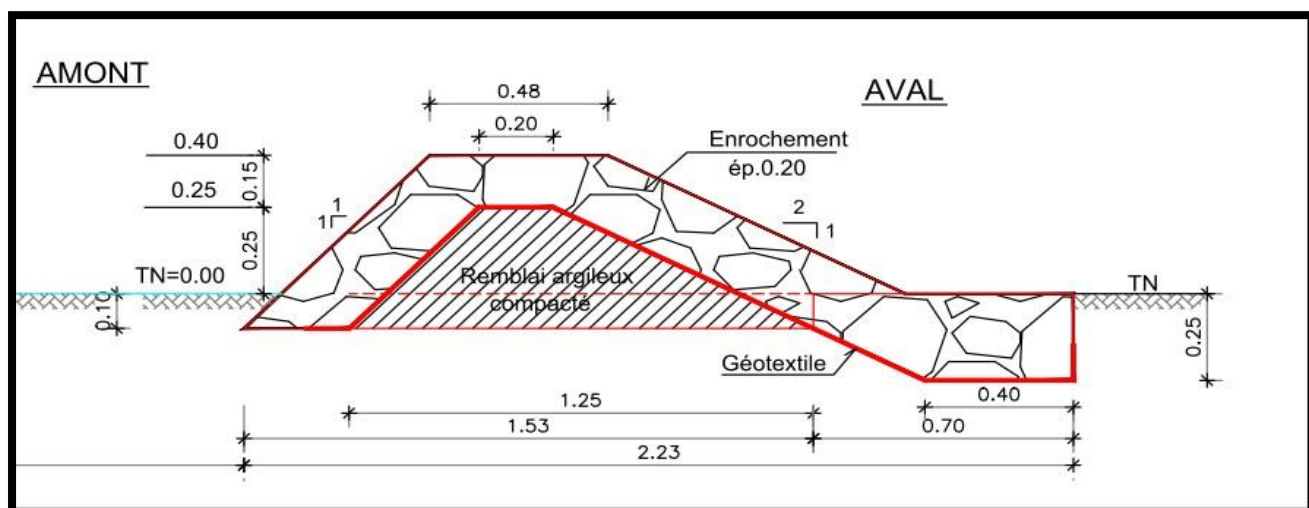 AMONT
AVAL
0.48
0.20
Enrochement
ép.0.20
0.40
0.15
0.25
0.25
1
1
2
1
TN=0.00
0.10
Remblai argileux
compacté
TN
0.25
Géotextile
0.40
1.25
1.53
0.70
2.23